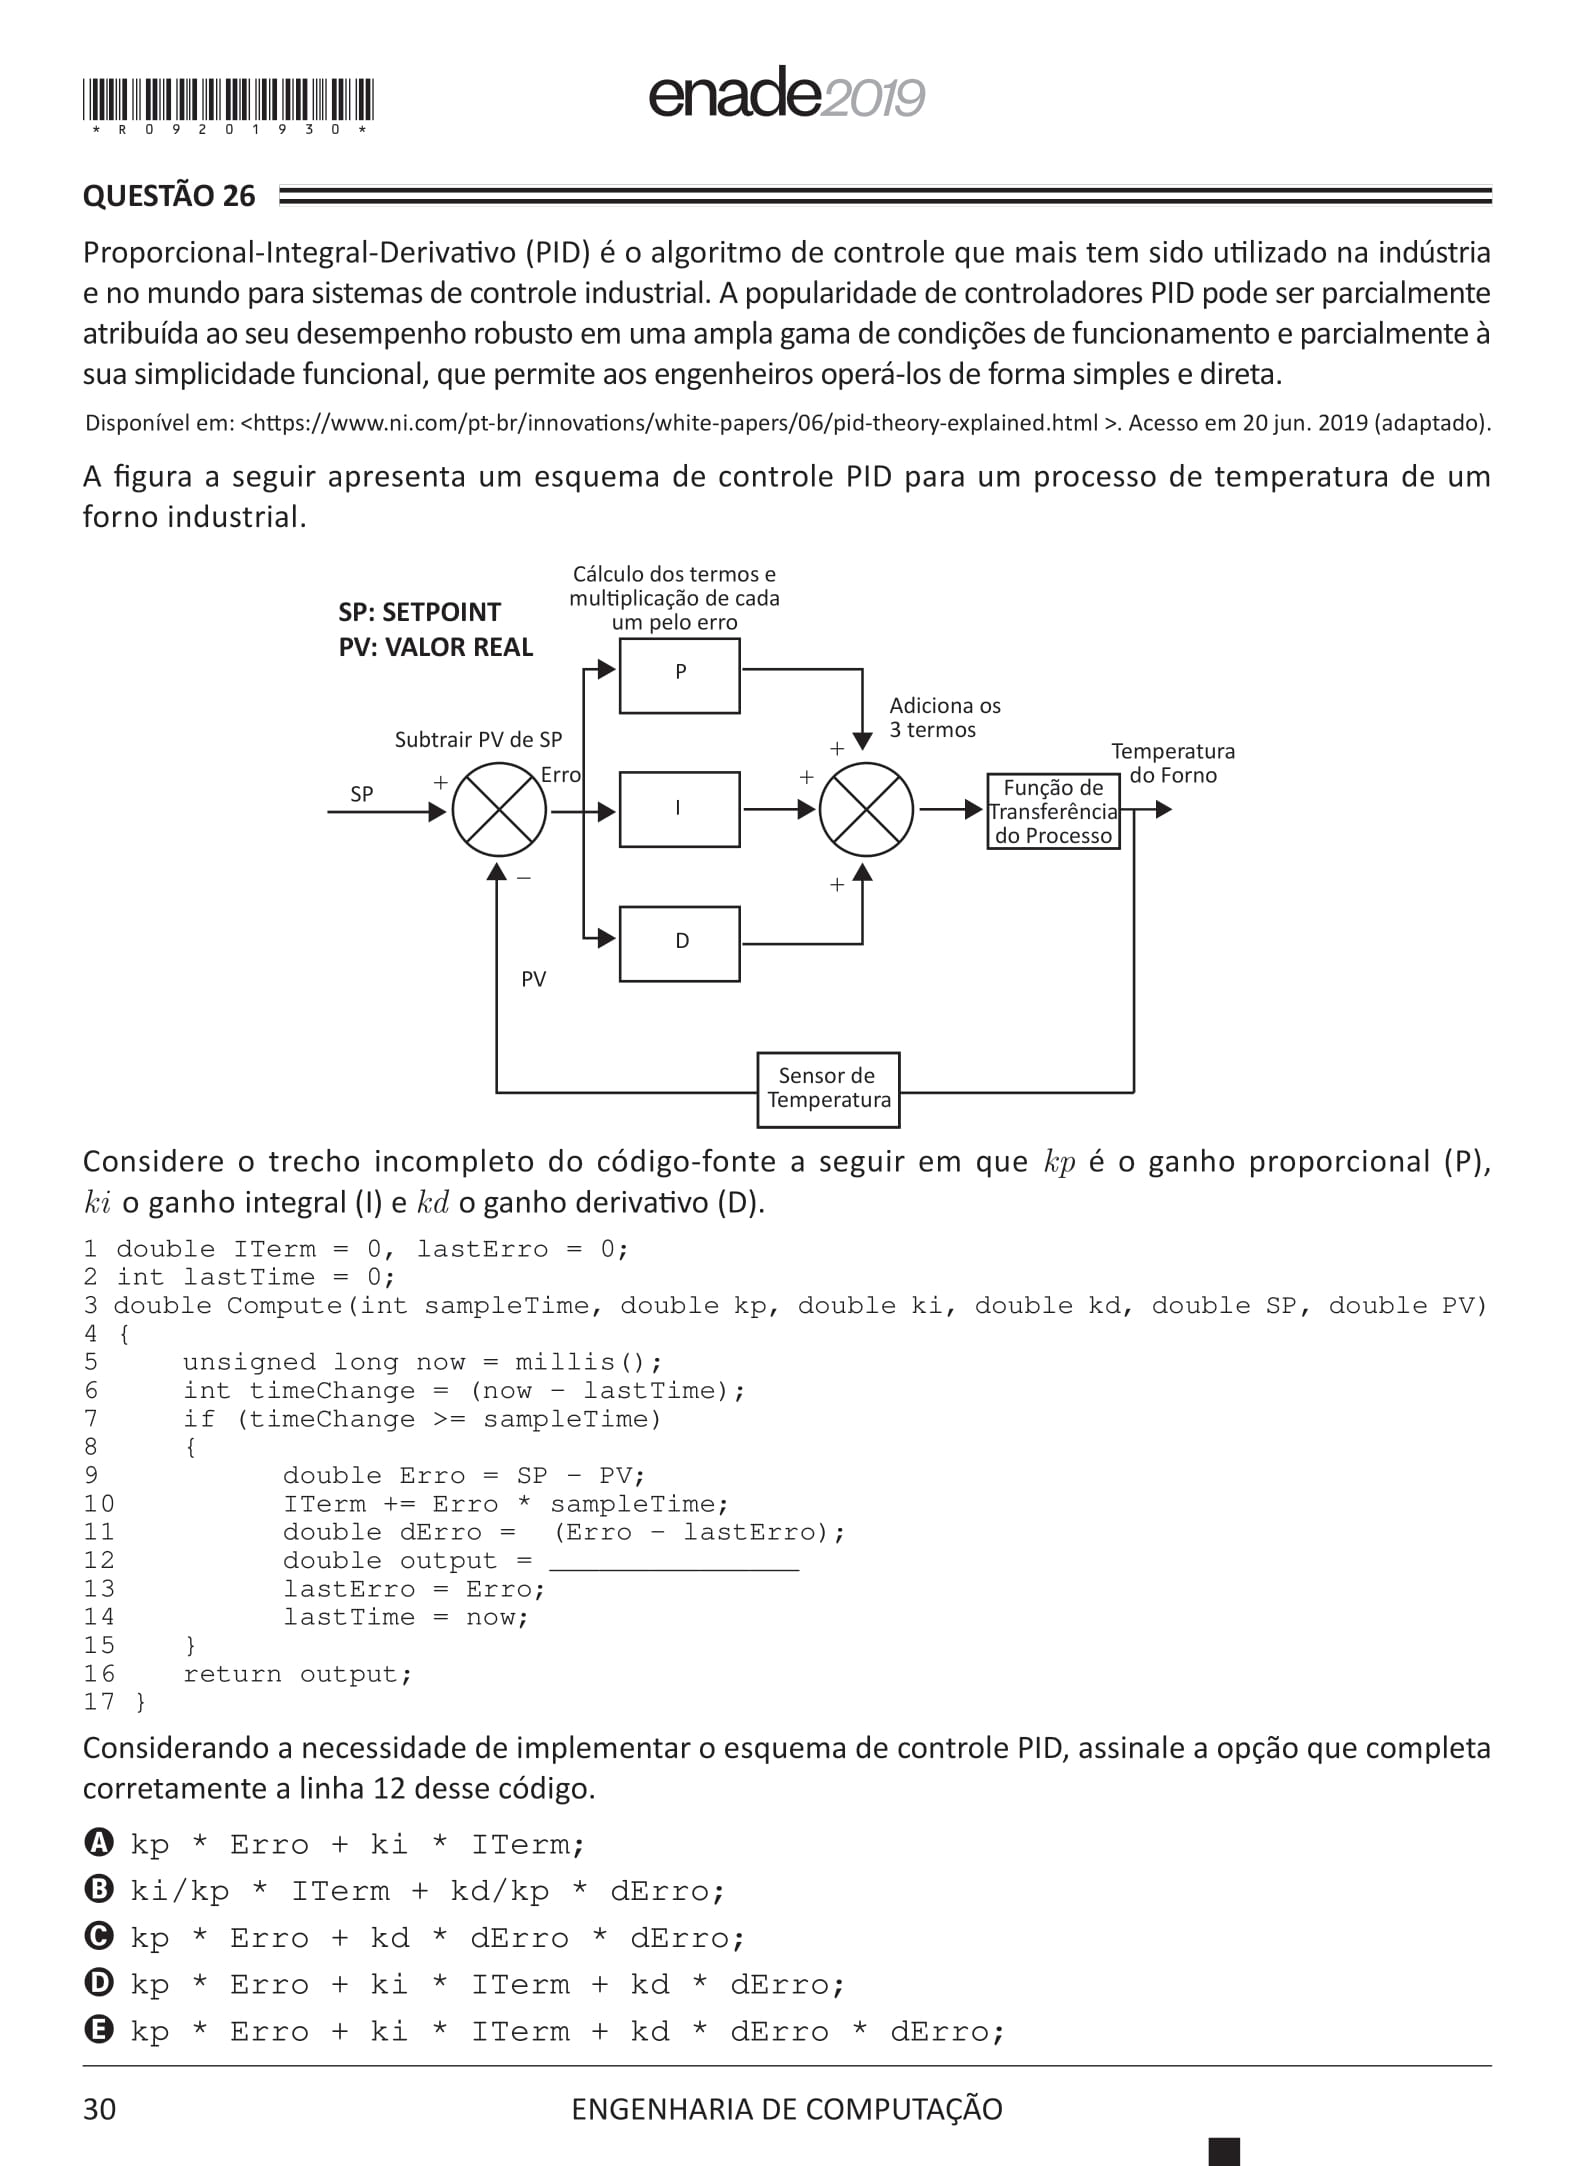 *R09201930*
enade2019
QUESTÃO 26
Proporcional-Integral-Derivativo (PID) é o algoritmo de controle que mais tem sido utilizado na indústria
e no mundo para sistemas de controle industrial. A popularidade de controladores PID pode ser parcialmente
atribuída ao seu desempenho robusto em uma ampla gama de condições de funcionamento e parcialmente à
sua simplicidade funcional, que permite aos engenheiros operá-los de forma simples e direta.
Disponível em: <https://www.ni.com/pt-br/innovations/white-papers/06/pid-theory-explained.html >. Acesso em 20 jun. 2019 (adaptado).
A figura a seguir apresenta um esquema de controle PID para um processo de temperatura de um
forno industrial.
Cálculo dos termos e
multiplicação de cada
um pelo erro
SP: SETPOINT
PV: VALOR REAL
P
Adiciona os
3 termos
Subtrair PV de SP
+
Temperatura
do Forno
SP
+
Erro
I
+
Função de
Transferência
do Processo
–
+
D
PV
Sensor de
Temperatura
Considere o trecho incompleto do código-fonte a seguir em que kp é o ganho proporcional (P),
ki o ganho integral (I) e kd o ganho derivativo (D).
1 double ITerm = 0, lastErro = 0;
2 int lastTime = 0;
3 double Compute(int sampleTime, double kp, double ki, double kd, double SP, double PV)
4 {
5 unsigned long now = millis();
6 int timeChange = (now - lastTime);
7 if (timeChange >= sampleTime)
8 {
9 double Erro = SP - PV;
10 ITerm += Erro * sampleTime;
11 double dErro = (Erro - lastErro);
12 double output = _______________
13 lastErro = Erro;
14 lastTime = now;
15 }
16 return output;
17 }
Considerando a necessidade de implementar o esquema de controle PID, assinale a opção que completa
corretamente a linha 12 desse código.
A kp * Erro + ki * ITerm;
B ki/kp * ITerm + kd/kp * dErro;
C kp * Erro + kd * dErro * dErro;
D kp * Erro + ki * ITerm + kd * dErro;
E kp * Erro + ki * ITerm + kd * dErro * dErro;
30
ENGENHARIA DE COMPUTAÇÃO